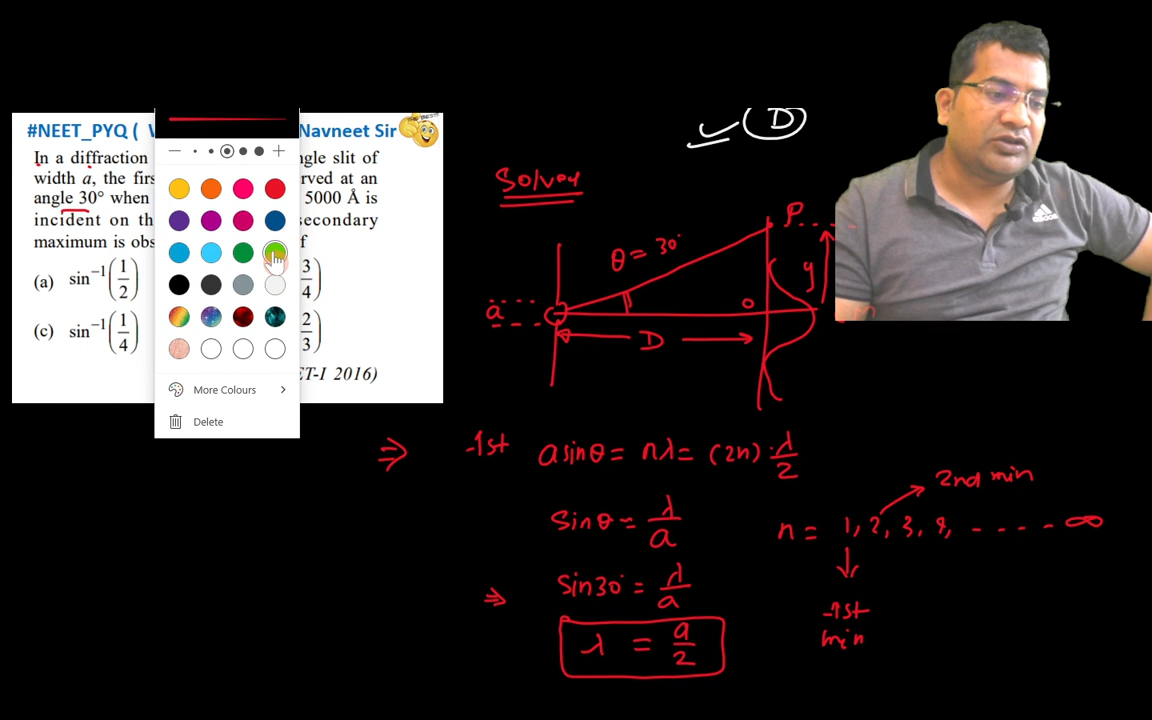 #NEET_PYQ ( Navneet Sir
In a diffraction ngle slit of
width a, the firs rved at an
angle 30° when 5000 Å is
incident on th secondary
maximum is obs f
(a) sin⁻¹(1/2) 3/4)
(c) sin⁻¹(1/4) 2/3)
ET-I 2016)
More Colours
Delete
D
Solved
P
θ = 30°
y
a
O
D
⇒ 1st a sinθ = nλ = (2n) · λ/2
2nd min
sinθ = λ/a
n = 1, 2, 3, 4, - - - - - ∞
⇒ sin30° = λ/a
1st
min
λ = a/2